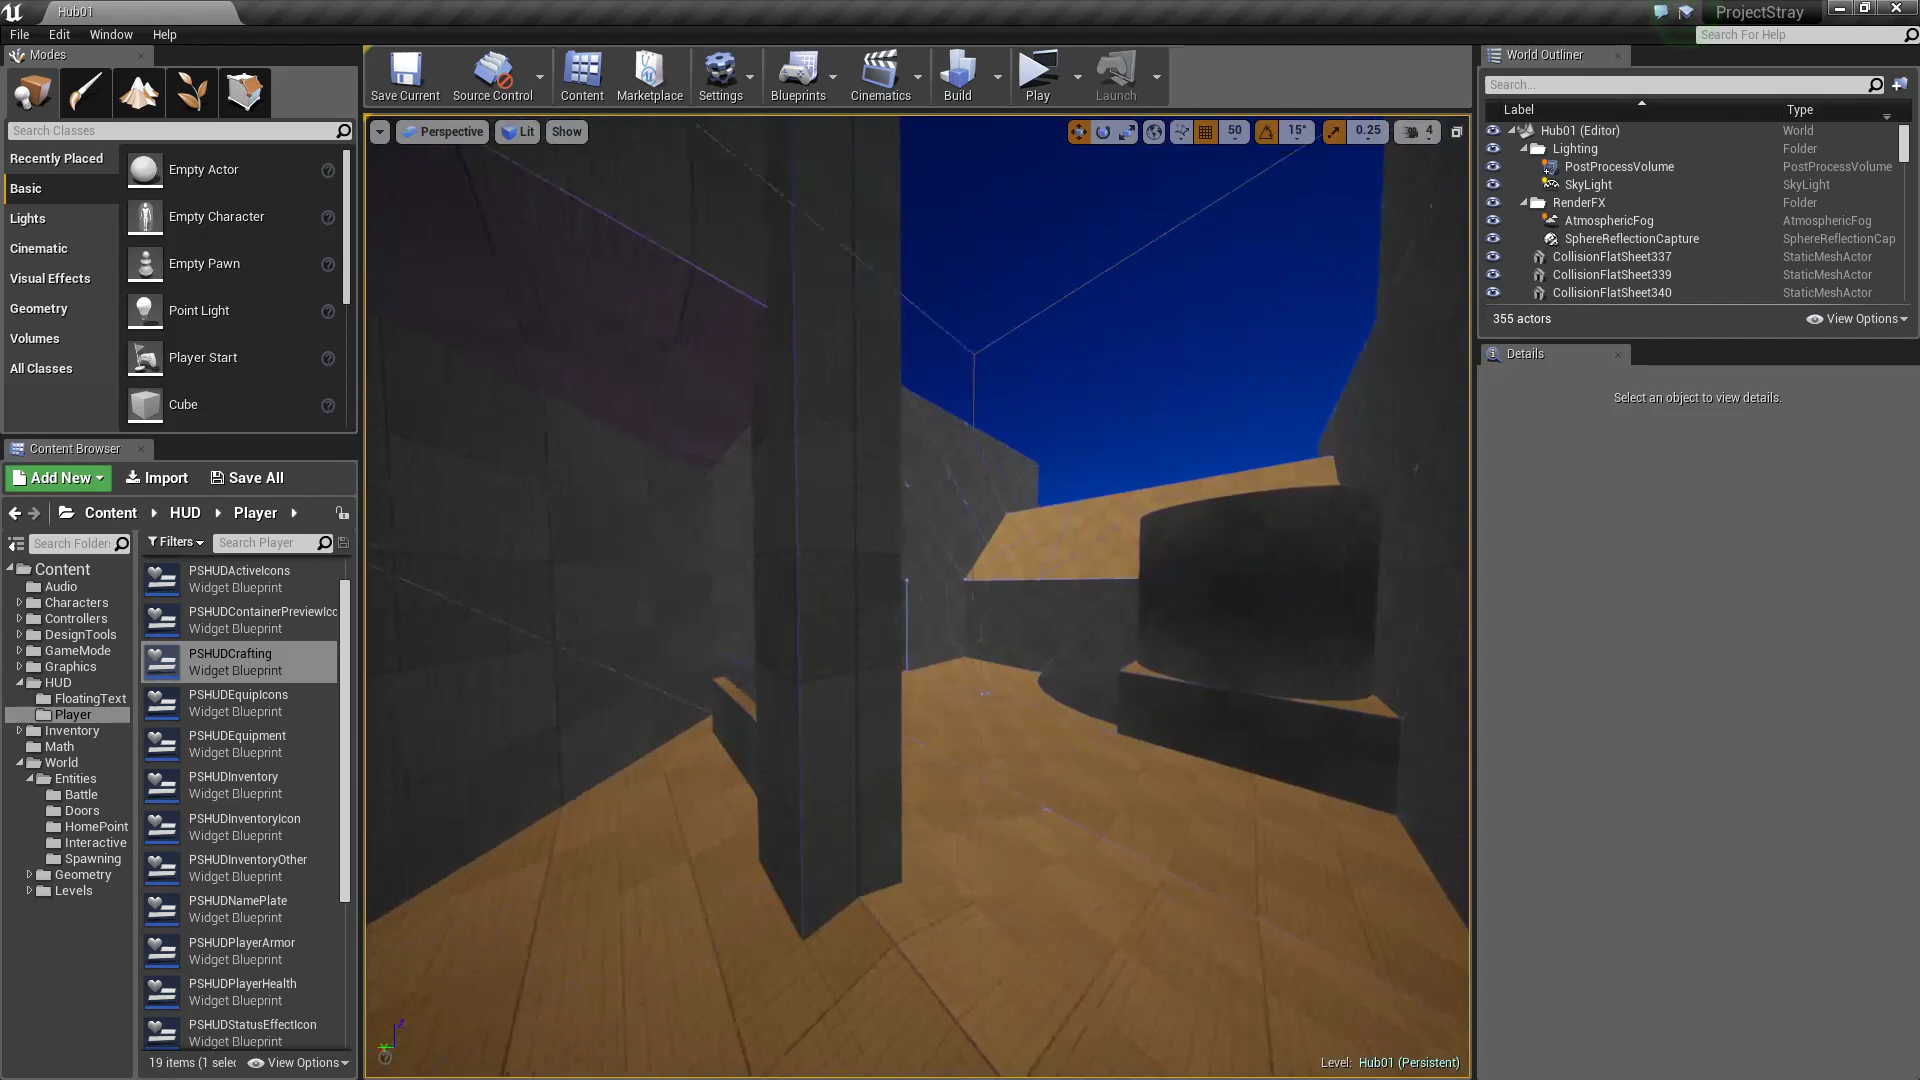 Hub01
ProjectStray
File Edit Window Help
Search For Help
Modes
Search Classes
Recently Placed
Basic
Lights
Cinematic
Visual Effects
Geometry
Volumes
All Classes
Empty Actor
Empty Character
Empty Pawn
Point Light
Player Start
Cube
Save Current
Source Control
Content
Marketplace
Settings
Blueprints
Cinematics
Build
Play
Launch
Perspective
Lit
Show
50
15°
0.25
4
Level: Hub01 (Persistent)
Content Browser
Add New
Import
Save All
Content HUD Player
Search Folder:
Filters
Search Player
Content
Audio
Characters
Controllers
DesignTools
GameMode
Graphics
HUD
FloatingText
Player
Inventory
Math
World
Entities
Battle
Doors
HomePoint
Interactive
Spawning
Geometry
Levels
PSHUDActiveIcons
Widget Blueprint
PSHUDContainerPreviewIco
Widget Blueprint
PSHUDCrafting
Widget Blueprint
PSHUDEquipIcons
Widget Blueprint
PSHUDEquipment
Widget Blueprint
PSHUDInventory
Widget Blueprint
PSHUDInventoryIcon
Widget Blueprint
PSHUDInventoryOther
Widget Blueprint
PSHUDNamePlate
Widget Blueprint
PSHUDPlayerArmor
Widget Blueprint
PSHUDPlayerHealth
Widget Blueprint
PSHUDStatusEffectIcon
Widget Blueprint
19 items (1 selec
View Options
World Outliner
Search...
Label Type
Hub01 (Editor) World
Lighting Folder
PostProcessVolume PostProcessVolume
SkyLight SkyLight
RenderFX Folder
AtmosphericFog AtmosphericFog
SphereReflectionCapture SphereReflectionCap
CollisionFlatSheet337 StaticMeshActor
CollisionFlatSheet339 StaticMeshActor
CollisionFlatSheet340 StaticMeshActor
355 actors
View Options
Details
Select an object to view details.
Z